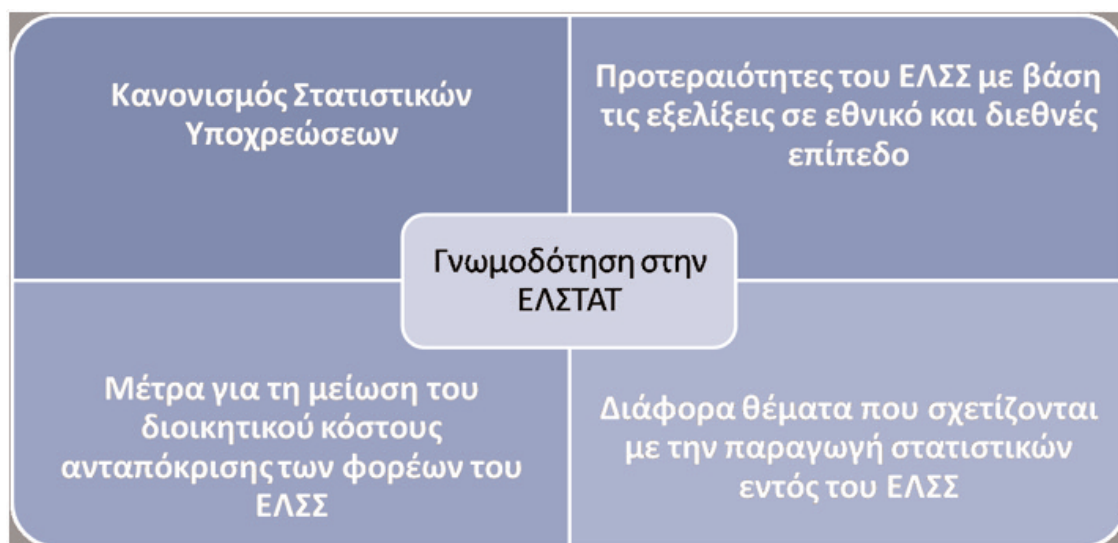 Κανονισμός Στατιστικών
Υποχρεώσεων
Προτεραιότητες του ΕΛΣΣ με βάση
τις εξελίξεις σε εθνικό και διεθνές
επίπεδο
Γνωμοδότηση στην
ΕΛΣΤΑΤ
Μέτρα για τη μείωση του
διοικητικού κόστους
ανταπόκρισης των φορέων του
ΕΛΣΣ
Διάφορα θέματα που σχετίζονται
με την παραγωγή στατιστικών
εντός του ΕΛΣΣ